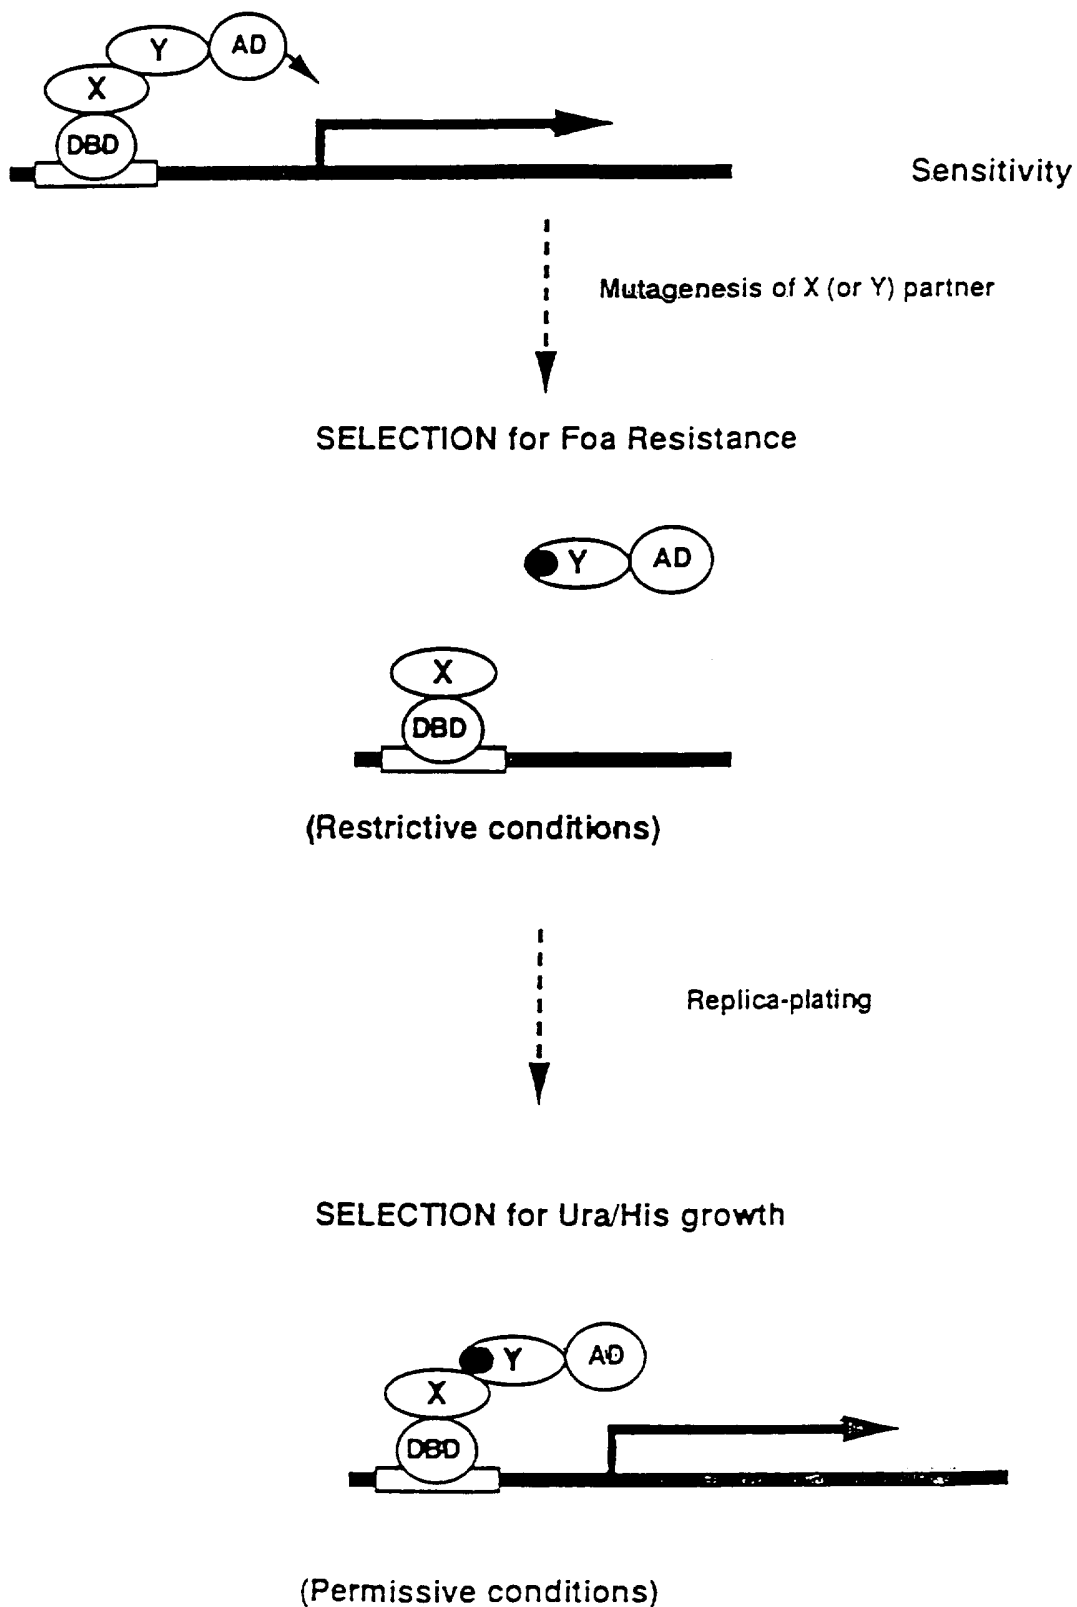 Y AD
X
DBD
Sensitivity
Mutagenesis of X (or Y) partner
SELECTION for Foa Resistance
Y AD
X
DBD
(Restrictive conditions)
Replica-plating
SELECTION for Ura/His growth
Y AD
X
DBD
(Permissive conditions)